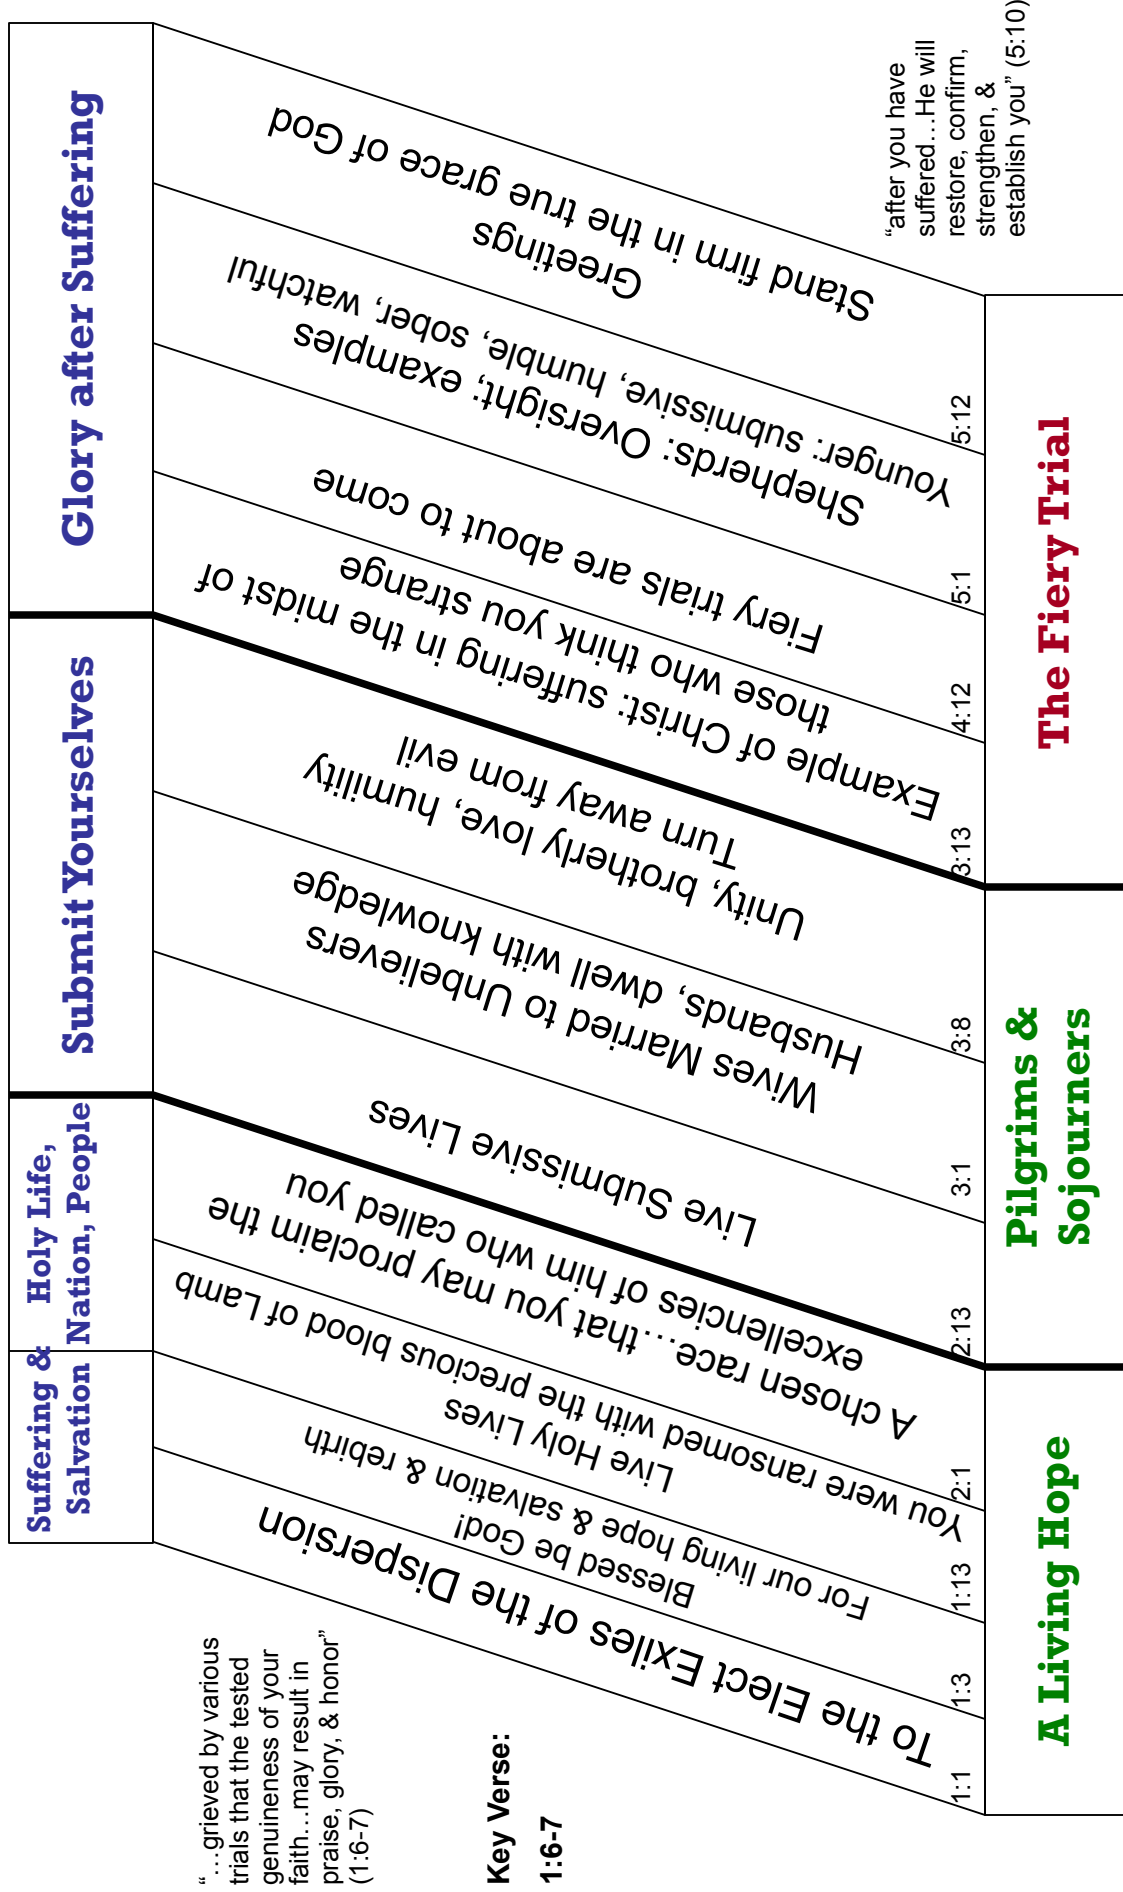 “…grieved by various
trials that the tested
genuineness of your
faith…may result in
praise, glory, & honor”
(1:6-7)
Key Verse:
1:6-7
Suffering &
Salvation
Holy Life,
Nation, People
Submit Yourselves
Glory after Suffering
1:1
To the Elect Exiles of the Dispersion
1:3
Blessed be God!
For our living hope & salvation & rebirth
1:13
Live Holy Lives
You were ransomed with the precious blood of Lamb
2:1
A chosen race…that you may proclaim the
excellencies of him who called you
2:13
Live Submissive Lives
3:1
Wives Married to Unbelievers
Husbands, dwell with knowledge
3:8
Unity, brotherly love, humility
Turn away from evil
3:13
Example of Christ: suffering in the midst of
those who think you strange
4:12
Fiery trials are about to come
5:1
Shepherds: Oversight; examples
Younger: submissive, humble, sober, watchful
5:12
Greetings
Stand firm in the true grace of God
A Living Hope
Pilgrims &
Sojourners
The Fiery Trial
“after you have
suffered…He will
restore, confirm,
strengthen, &
establish you” (5:10)